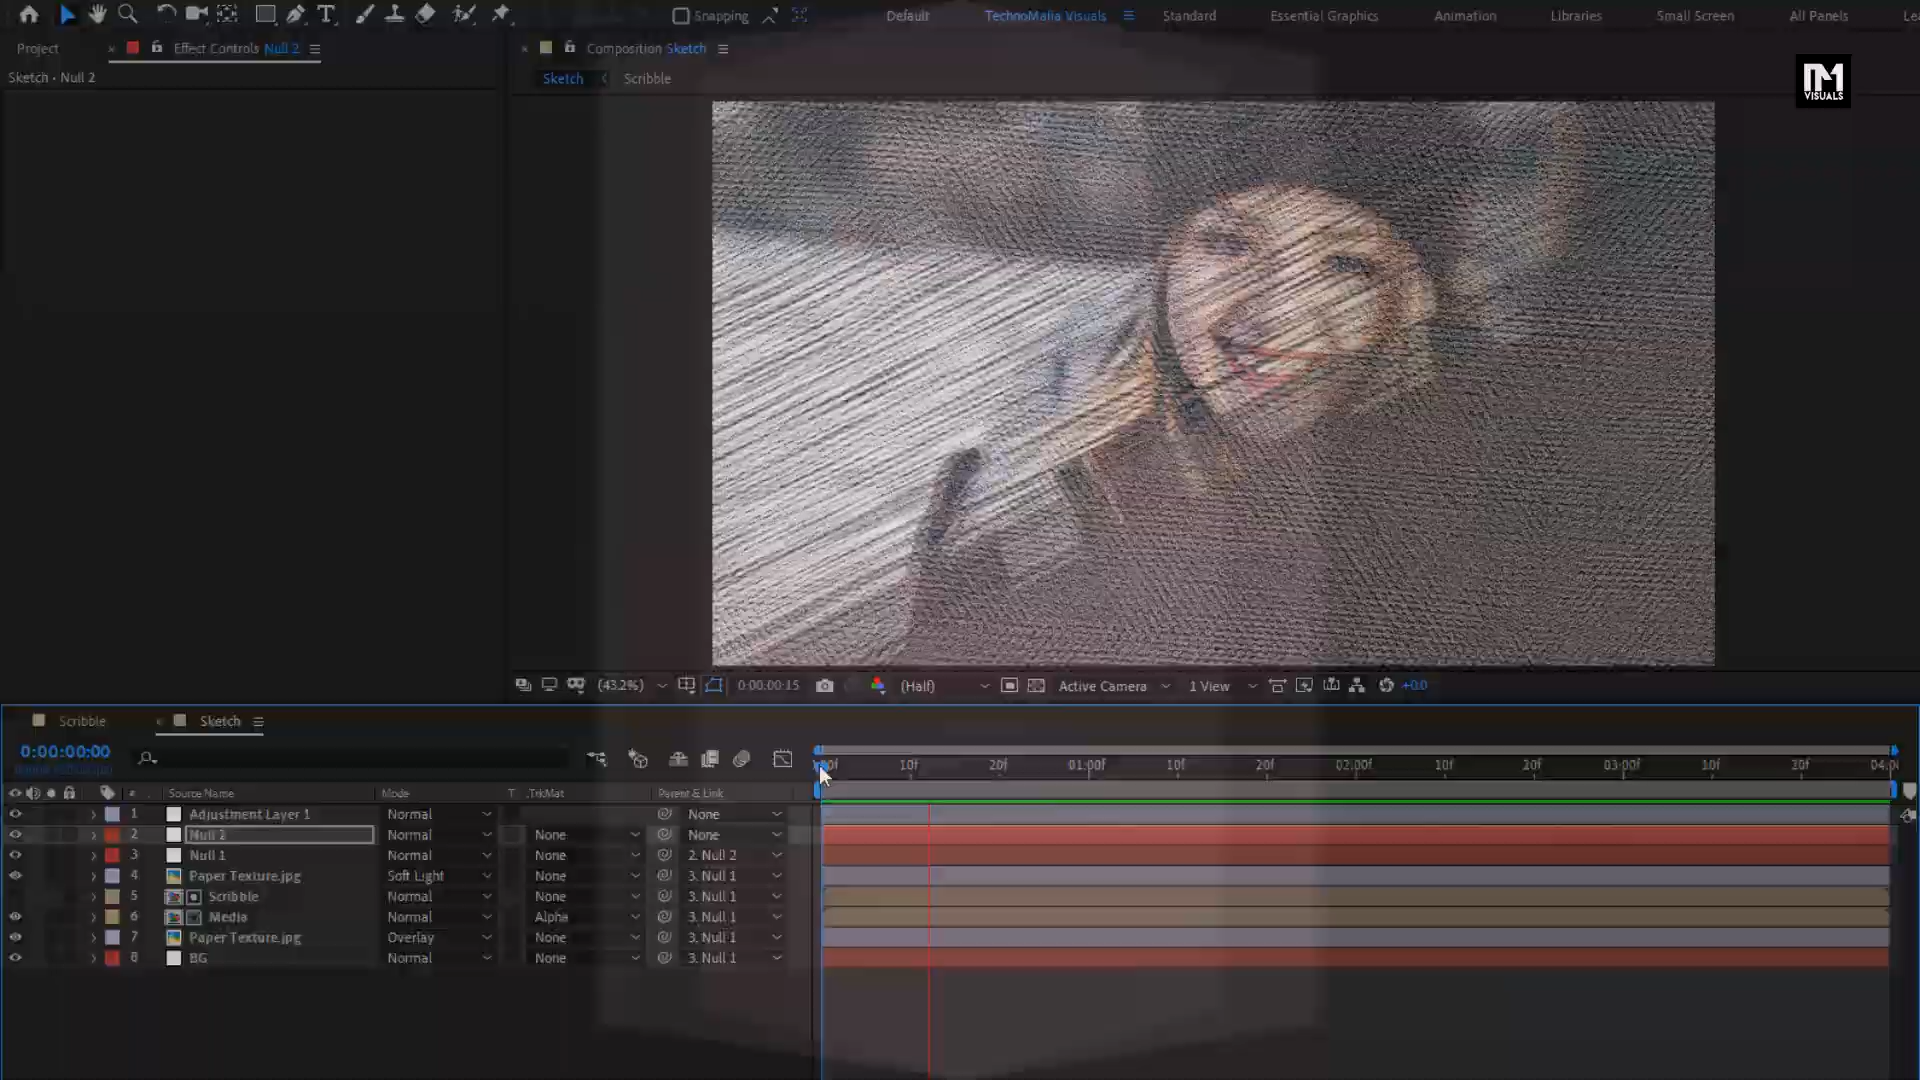 Snapping
Default
TechnoMafia Visuals
Standard
Essential Graphics
Animation
Libraries
Small Screen
All Panels
Project
Effect Controls Null 2
Composition Sketch
Sketch • Null 2
Sketch
Scribble
VISUALS
(43.2%)
0:00:00:15
(Half)
Active Camera
1 View
+0.0
Scribble
Sketch
0:00:00:00
10f
20f
01:00f
10f
20f
02:00f
10f
20f
03:00f
10f
20f
#
Source Name
Mode
T
.TrkMat
Parent & Link
1 Adjustment Layer 1 Normal None
2 Null 2 Normal None None
3 Null 1 Normal None 2. Null 2
4 Paper Texture.jpg Soft Light None 3. Null 1
5 Scribble Normal None 3. Null 1
6 Media Normal Alpha 3. Null 1
7 Paper Texture.jpg Overlay None 3. Null 1
8 BG Normal None 3. Null 1